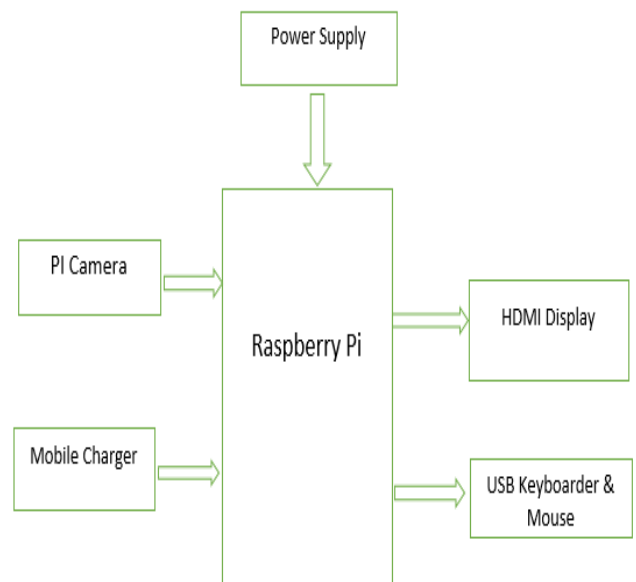 Power Supply
PI Camera
Raspberry Pi
HDMI Display
Mobile Charger
USB Keyboarder &
Mouse